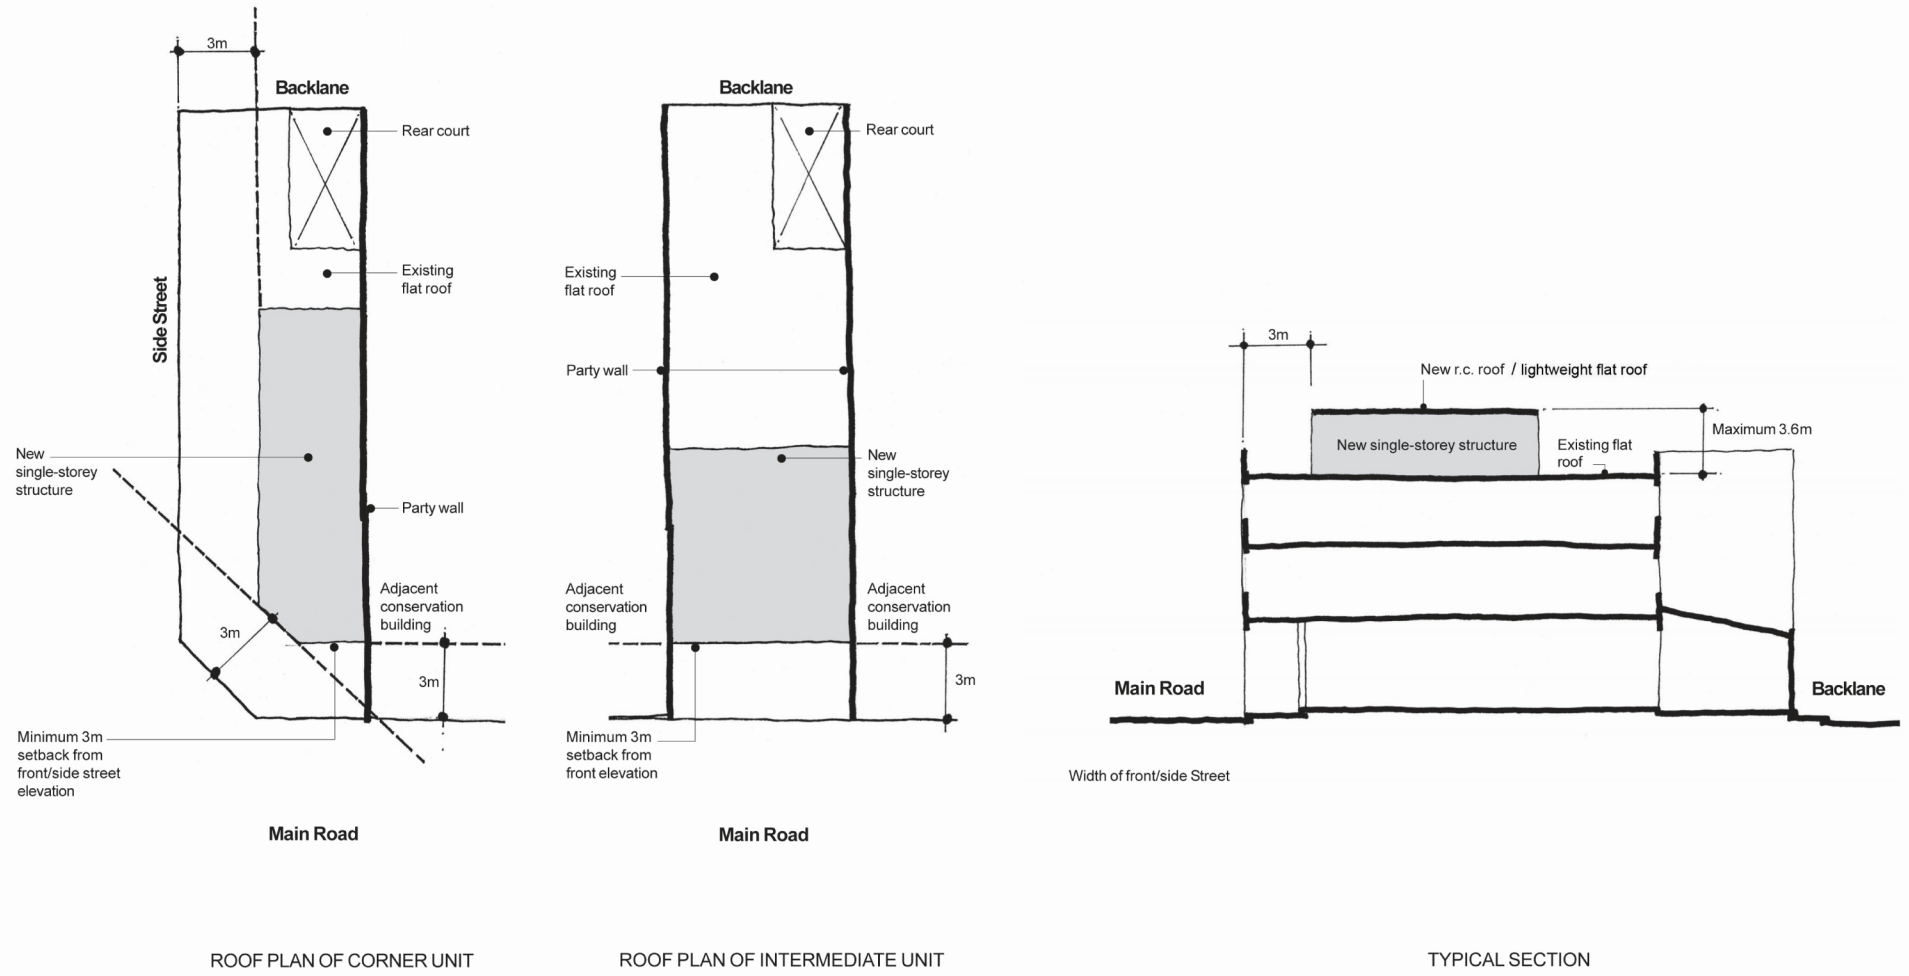 3m
Backlane
Rear court
Existing
flat roof
Side Street
New
single-storey
structure
Party wall
Adjacent
conservation
building
3m
3m
Minimum 3m
setback from
front/side street
elevation
Main Road
ROOF PLAN OF CORNER UNIT
Backlane
Rear court
Existing
flat roof
Party wall
New
single-storey
structure
Adjacent
conservation
building
Adjacent
conservation
building
3m
Minimum 3m
setback from
front elevation
Main Road
ROOF PLAN OF INTERMEDIATE UNIT
3m
New r.c. roof / lightweight flat roof
Maximum 3.6m
New single-storey structure
Existing flat
roof
Main Road
Backlane
Width of front/side Street
TYPICAL SECTION